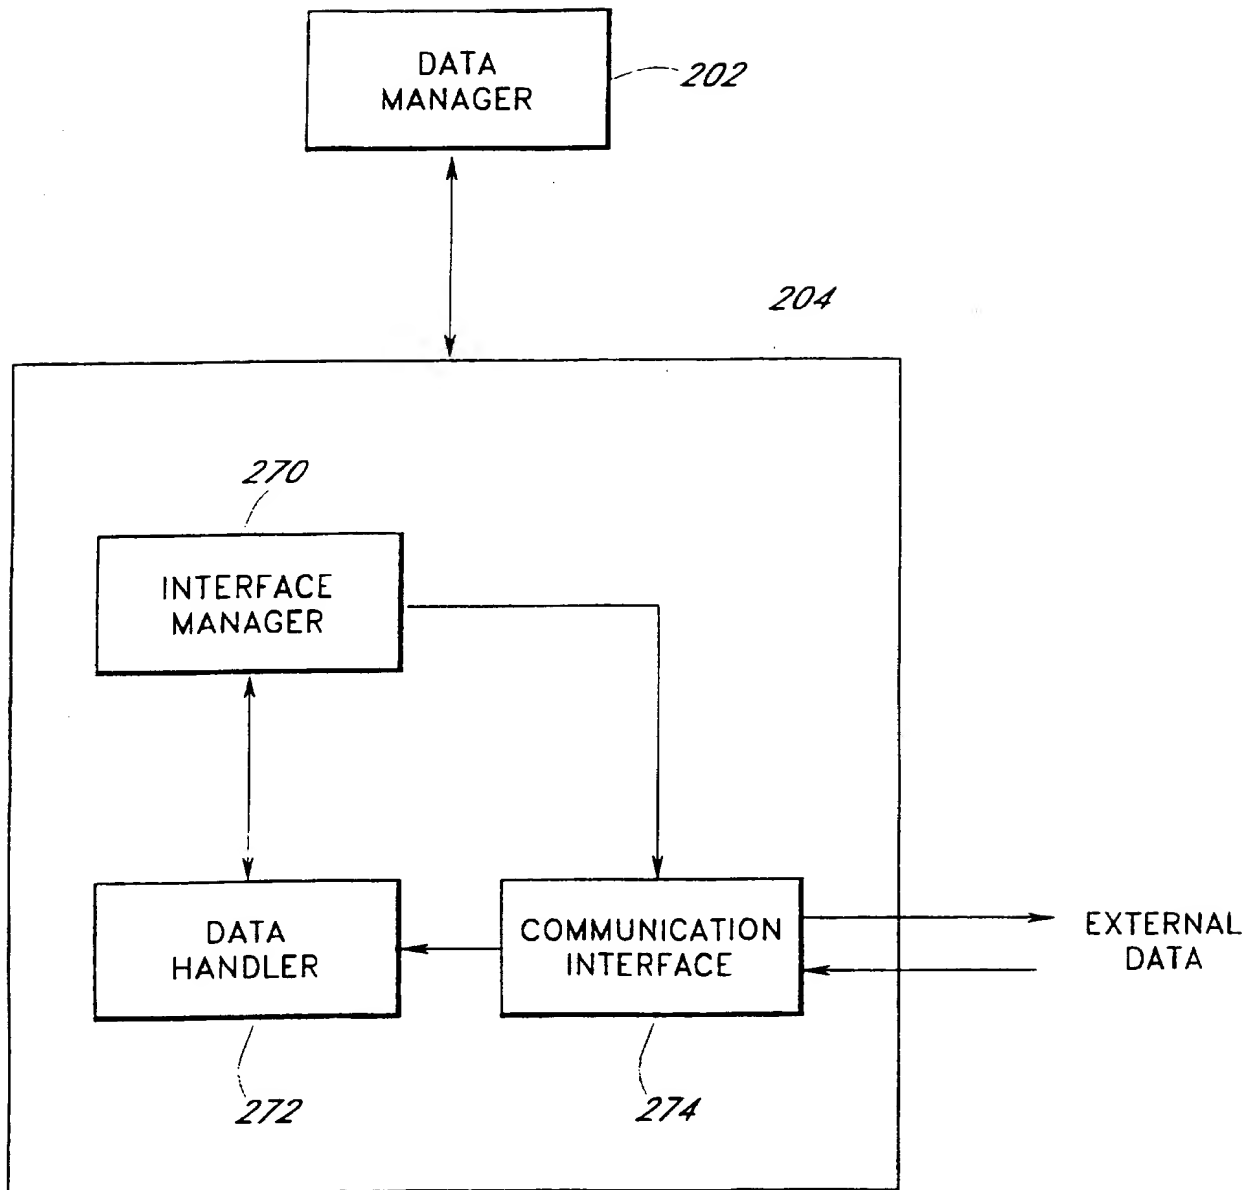 DATA
MANAGER
202
204
270
INTERFACE
MANAGER
DATA
HANDLER
COMMUNICATION
INTERFACE
EXTERNAL
DATA
272
274